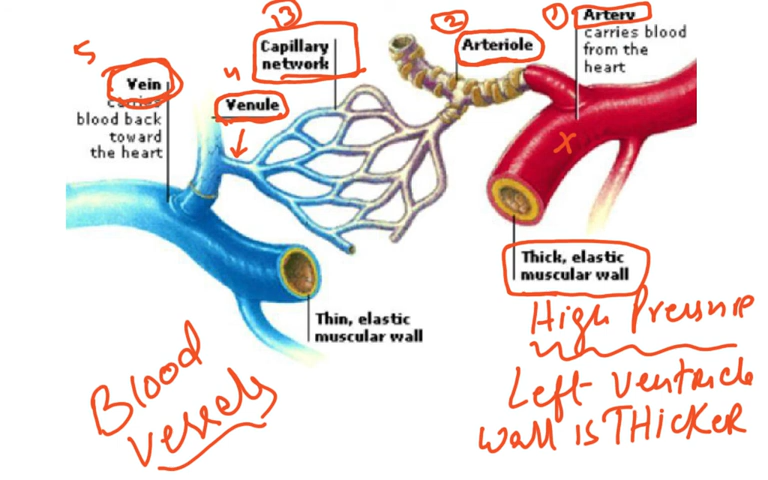 5
Vein
carries
blood back
toward
the heart
4
Venule
13
Capillary
network
2
Arteriole
1
Artery
carries blood
from the
heart
Thick, elastic
muscular wall
Thin, elastic
muscular wall
x
High Pressure
Left ventricle
wall is THICKER
Blood
vessels